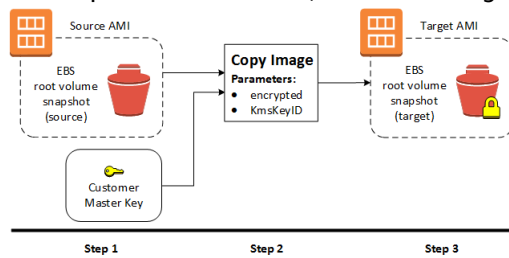 Source AMI
EBS
root volume
snapshot
(source)
Customer
Master Key
Copy Image
Parameters:
• encrypted
• KmsKeyID
Target AMI
EBS
root volume
snapshot
(target)
Step 1
Step 2
Step 3